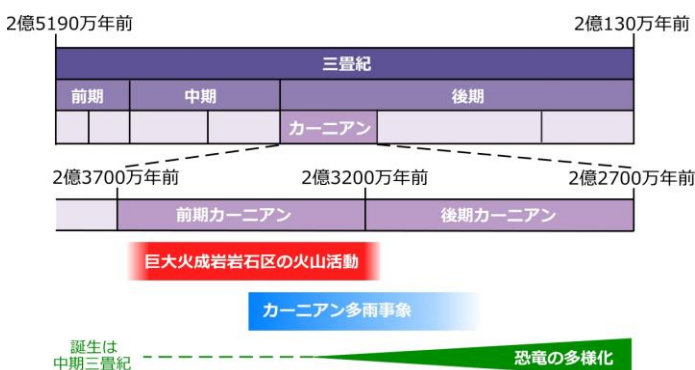 2億5190万年前 2億130万年前
三畳紀
前期 中期 後期
カーニアン
2億3700万年前 2億3200万年前 2億2700万年前
前期カーニアン 後期カーニアン
巨大火成岩岩石区の火山活動
カーニアン多雨事象
誕生は
中期三畳紀
恐竜の多様化